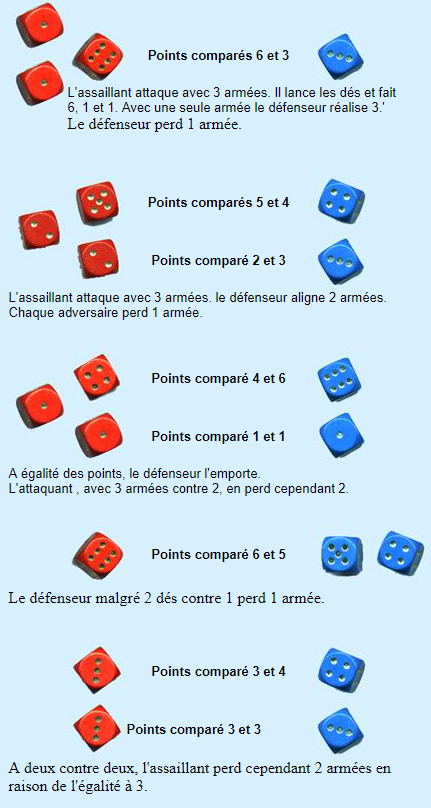 Points comparés 6 et 3
L'assaillant attaque avec 3 armées. Il lance les dés et fait
6, 1 et 1. Avec une seule armée le défenseur réalise 3.'
Le défenseur perd 1 armée.
Points comparés 5 et 4
Points comparé 2 et 3
L'assaillant attaque avec 3 armées. le défenseur aligne 2 armées.
Chaque adversaire perd 1 armée.
Points comparé 4 et 6
Points comparé 1 et 1
A égalité des points, le défenseur l'emporte.
L'attaquant , avec 3 armées contre 2, en perd cependant 2.
Points comparé 6 et 5
Le défenseur malgré 2 dés contre 1 perd 1 armée.
Points comparé 3 et 4
Points comparé 3 et 3
A deux contre deux, l'assaillant perd cependant 2 armées en
raison de l'égalité à 3.